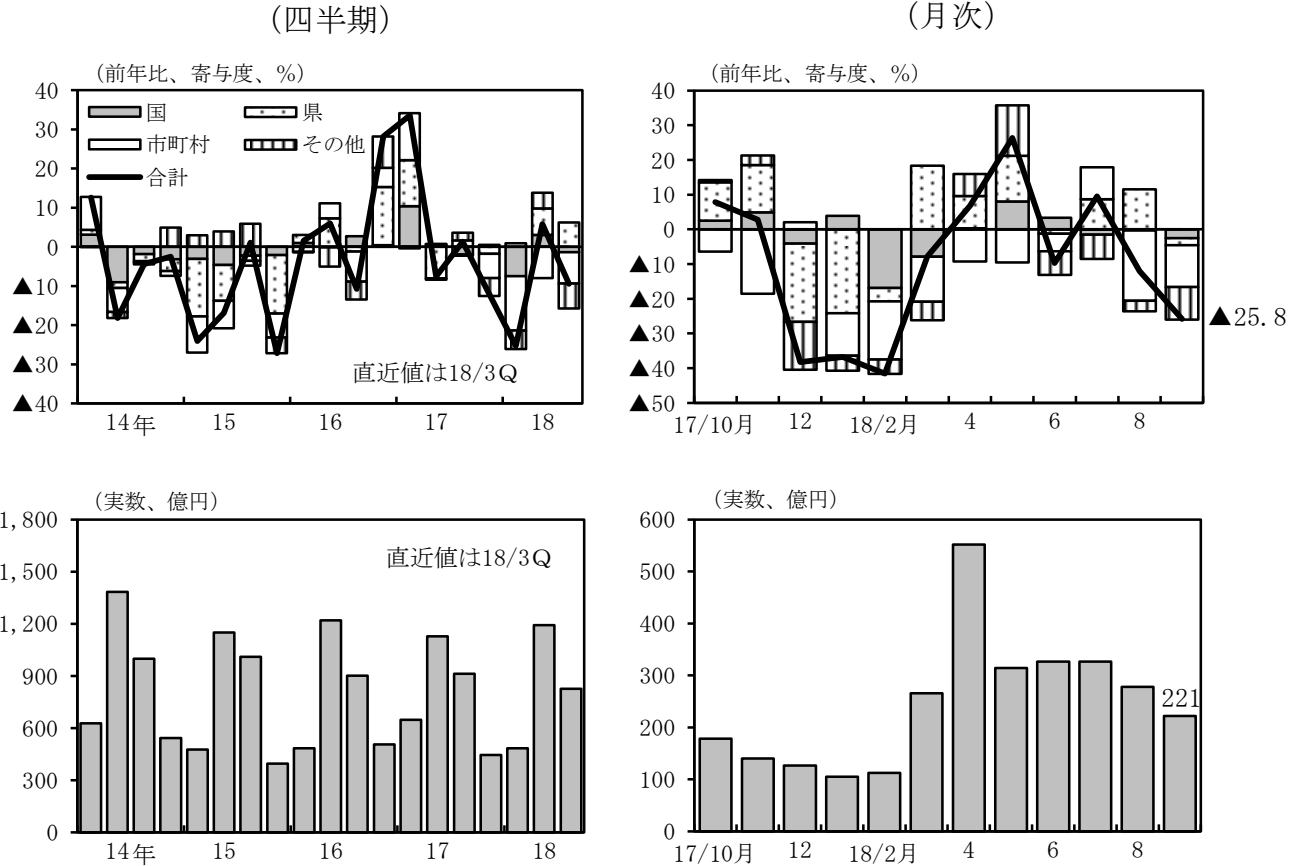 (四半期)
(前年比、寄与度、%)
国
県
市町村
その他
合計
40
30
20
10
0
▲ 10
▲ 20
▲ 30
▲ 40
直近値は18/3Q
14年 15 16 17 18
(月次)
(前年比、寄与度、%)
40
30
20
10
0
▲ 10
▲ 20
▲ 30
▲ 40
▲ 50
▲25.8
17/10月 12 18/2月 4 6 8
(実数、億円)
1,800
1,500
1,200
900
600
300
0
直近値は18/3Q
14年 15 16 17 18
(実数、億円)
600
500
400
300
200
100
0
221
17/10月 12 18/2月 4 6 8